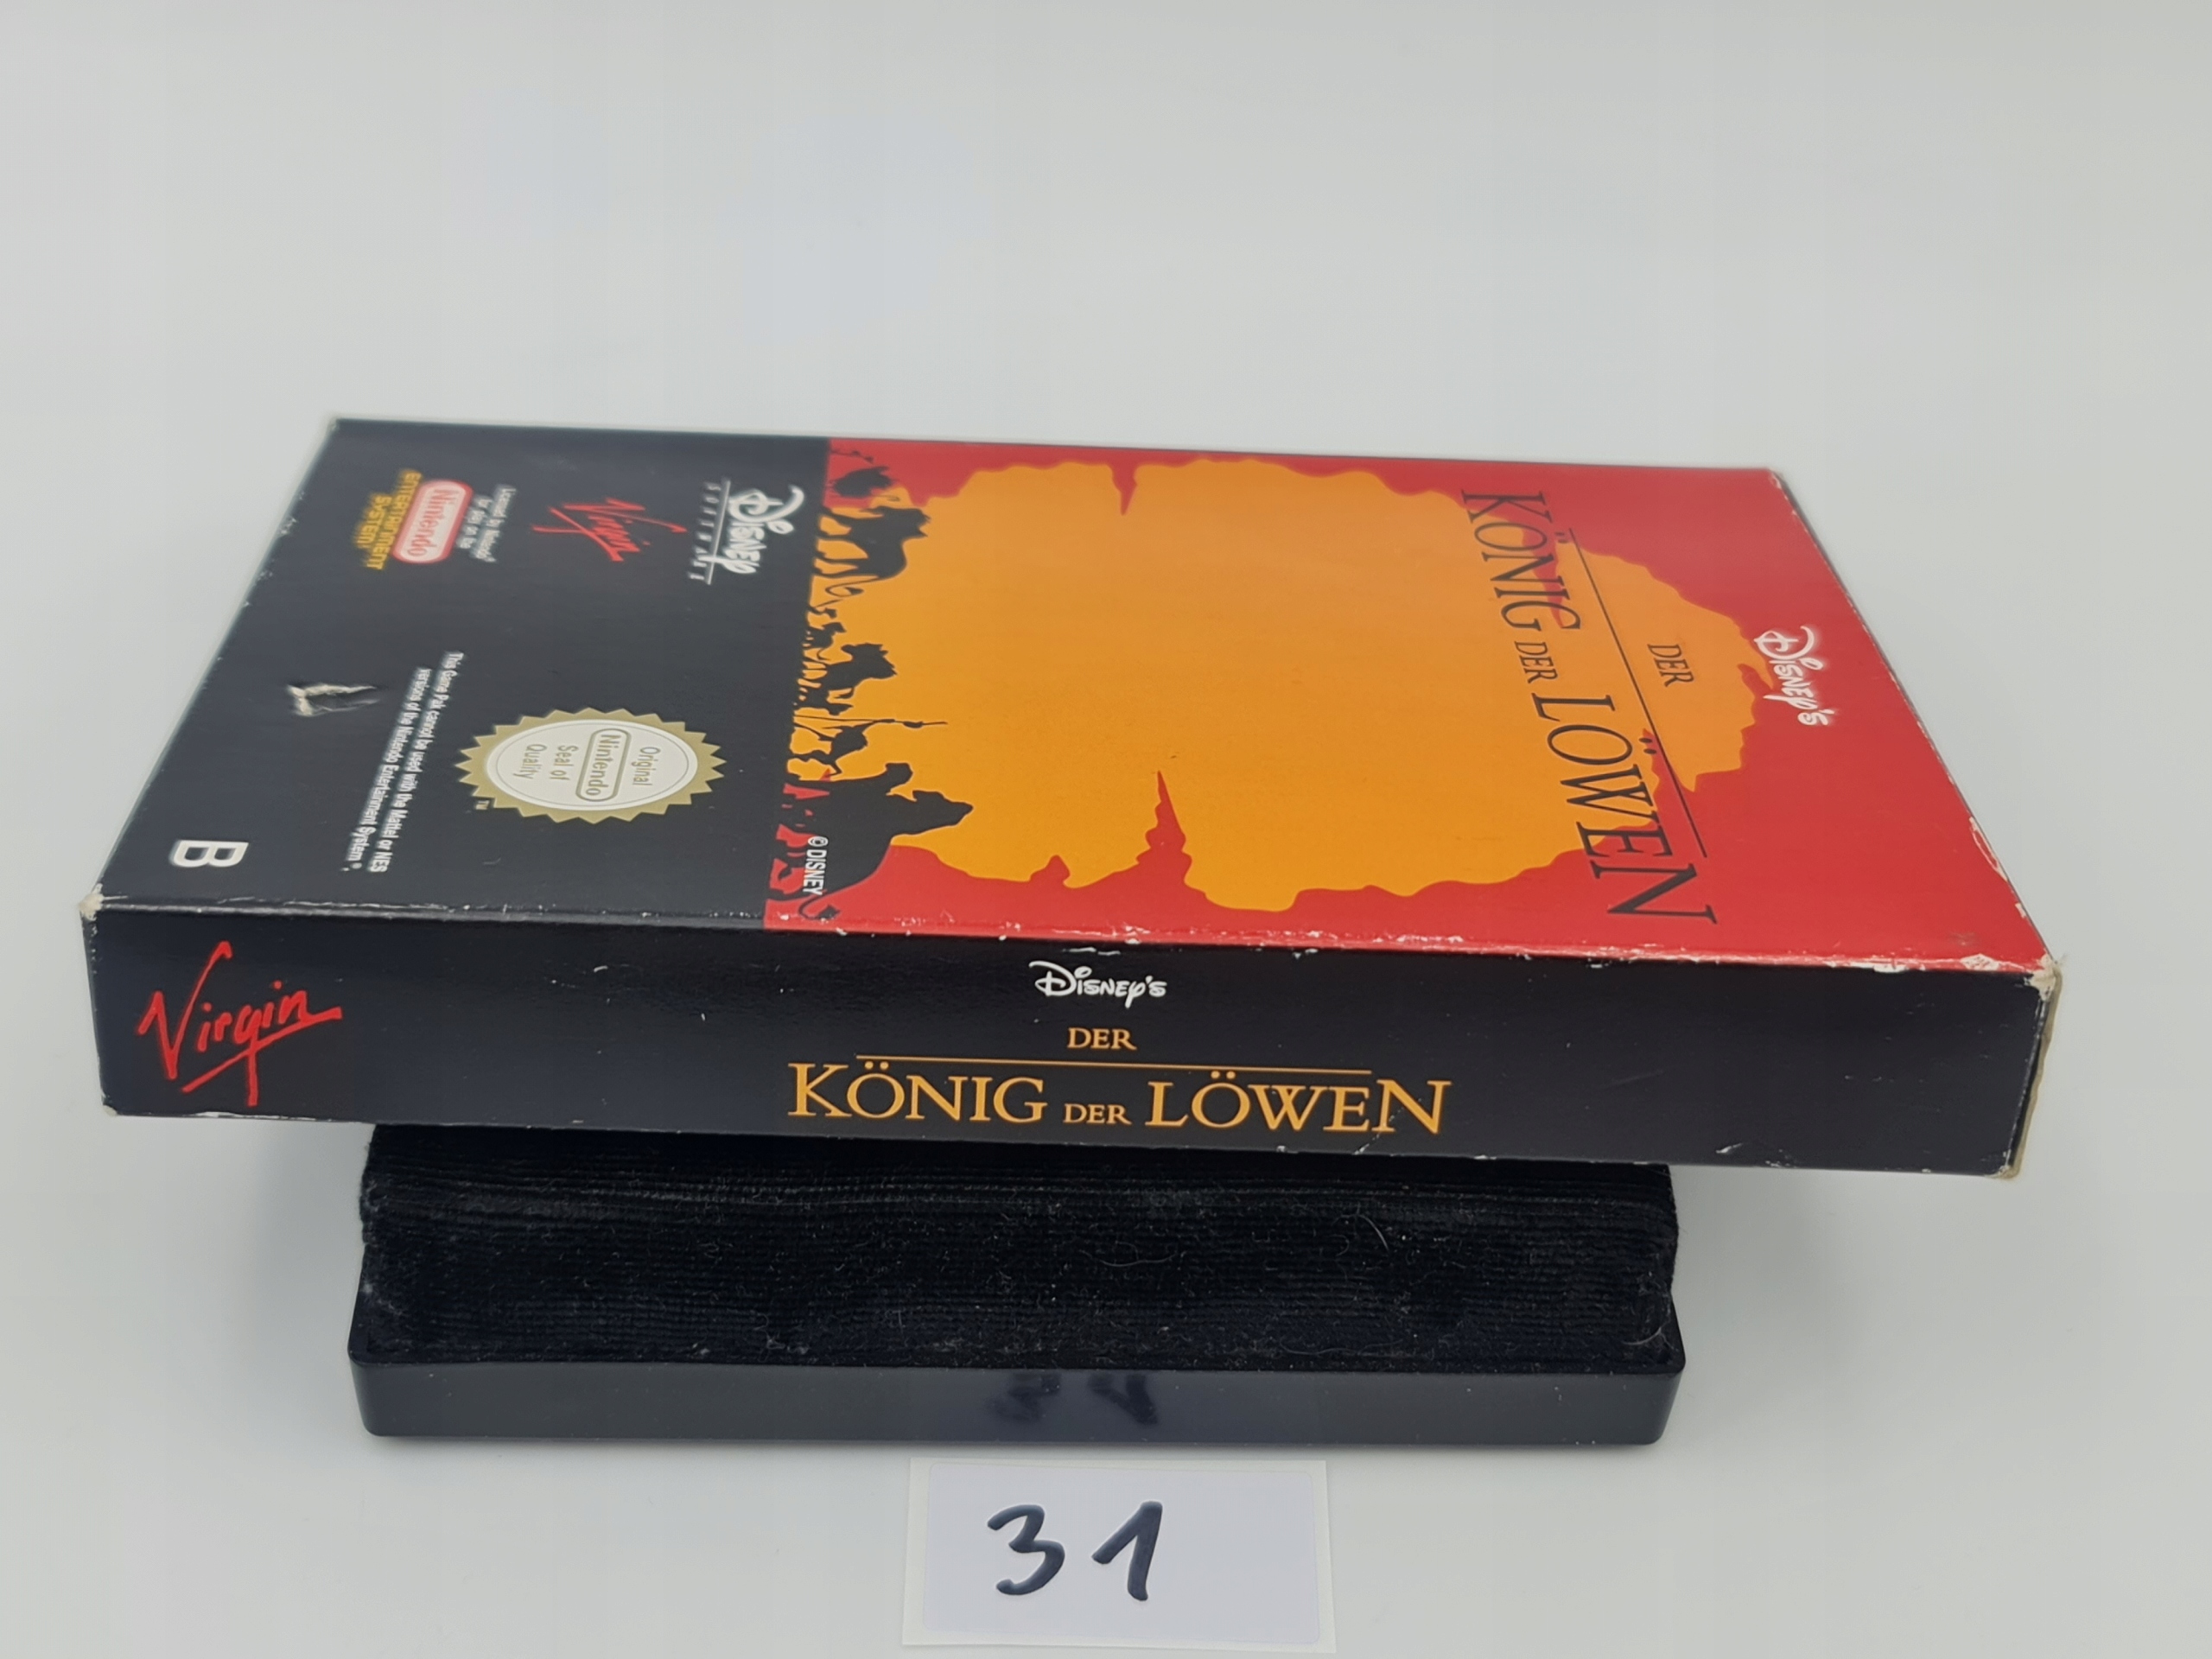 Disney's
DER
KÖNIG DER LÖWEN
© DISNEY
Disney
SOFTWARE
Virgin
Licensed by Nintendo®
for play on the
Nintendo®
ENTERTAINMENT
SYSTEM™
Original
Nintendo
Seal of
Quality
TM
This Game Pak cannot be used with the Mattel or NES
versions of the Nintendo Entertainment System®.
B
Virgin
Disney's
DER
KÖNIG DER LÖWEN
31